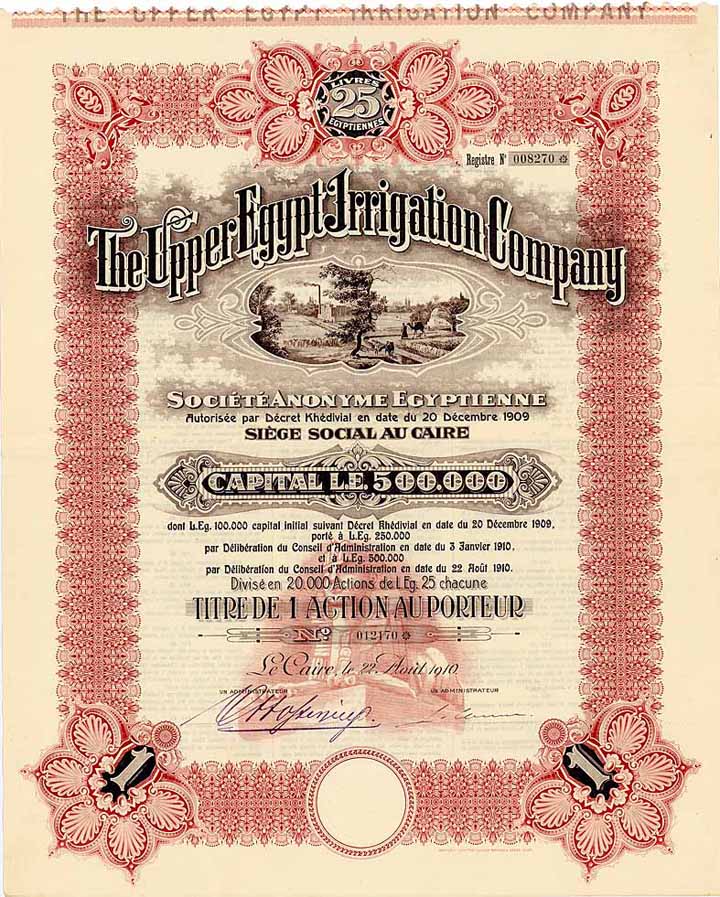 THE UPPER EGYPT IRRIGATION COMPANY
LIVRES
25
EGYPTIENNES
Registre Nº 008270
The Upper Egypt Irrigation Company
SOCIÉTÉ ANONYME EGYPTIENNE
Autorisée par Décret Khédivial en date du 20 Décembre 1909
SIÈGE SOCIAL AU CAIRE
CAPITAL L.E. 500.000
dont L.Eg. 100.000 capital initial suivant Décret Khédivial en date du 20 Décembre 1909,
porté à L.Eg. 250.000
par Délibération du Conseil d'Administration en date du 3 Janvier 1910.
et à L.Eg. 500.000
par Délibération du Conseil d'Administration en date du 22 Août 1910.
Divisé en 20.000 Actions de L.Eg. 25 chacune
TITRE DE 1 ACTION AU PORTEUR
Nº 012170
Le Caire, le 22 Août 1910.
UN ADMINISTRATEUR
UN ADMINISTRATEUR
1
1